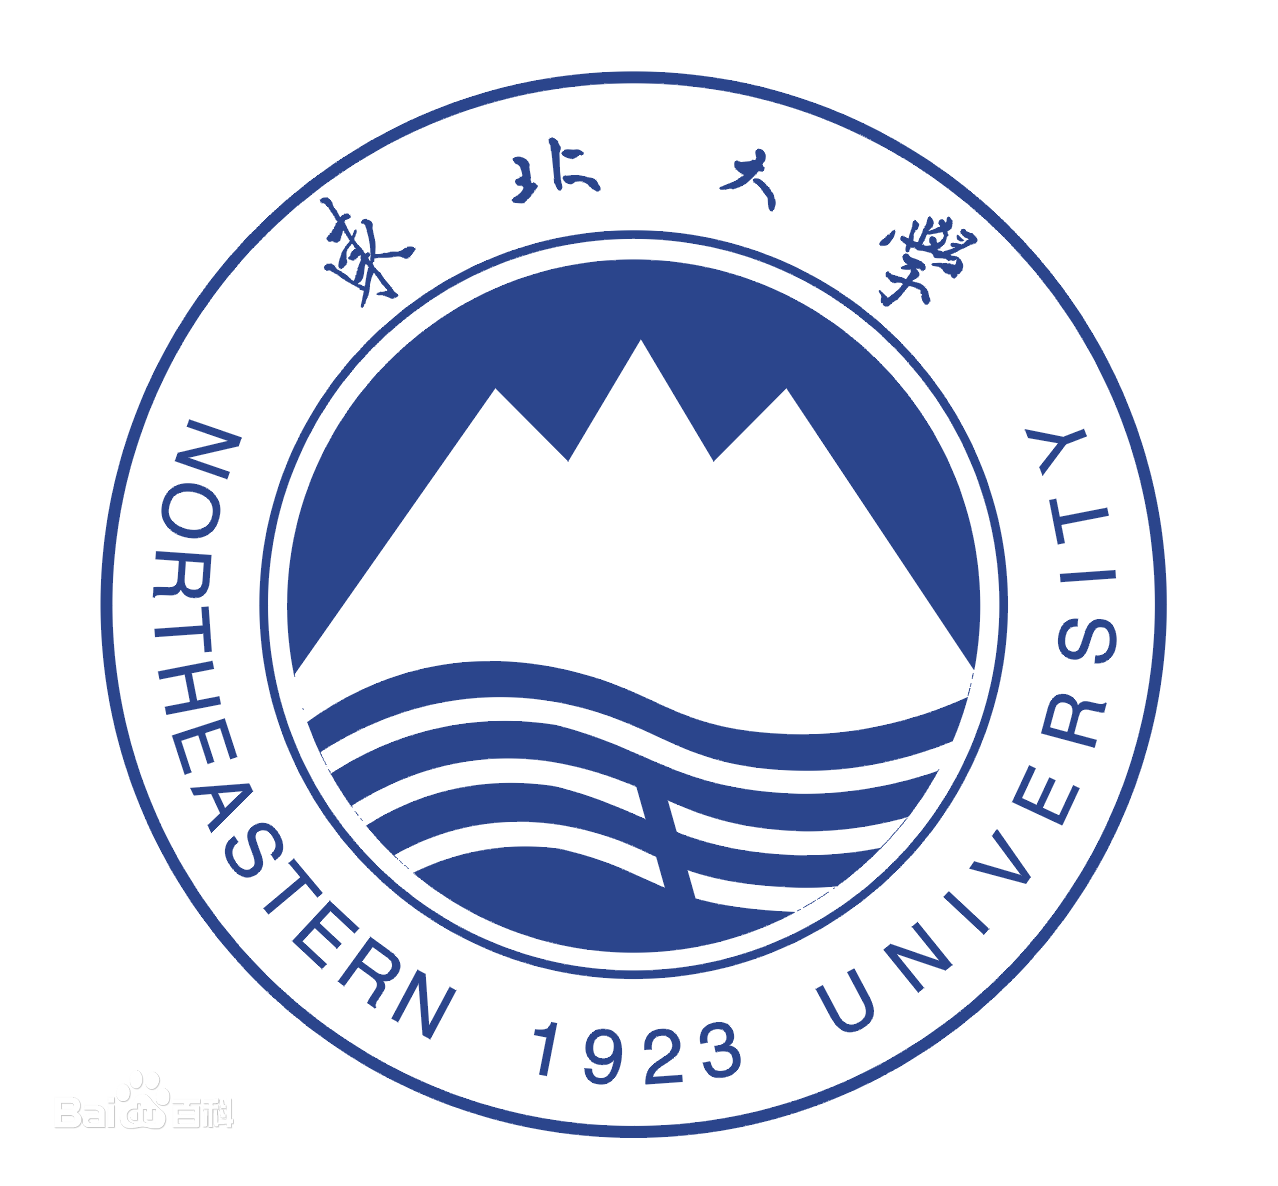 東北大學
NORTHEASTERN UNIVERSITY
1923
Bai百科